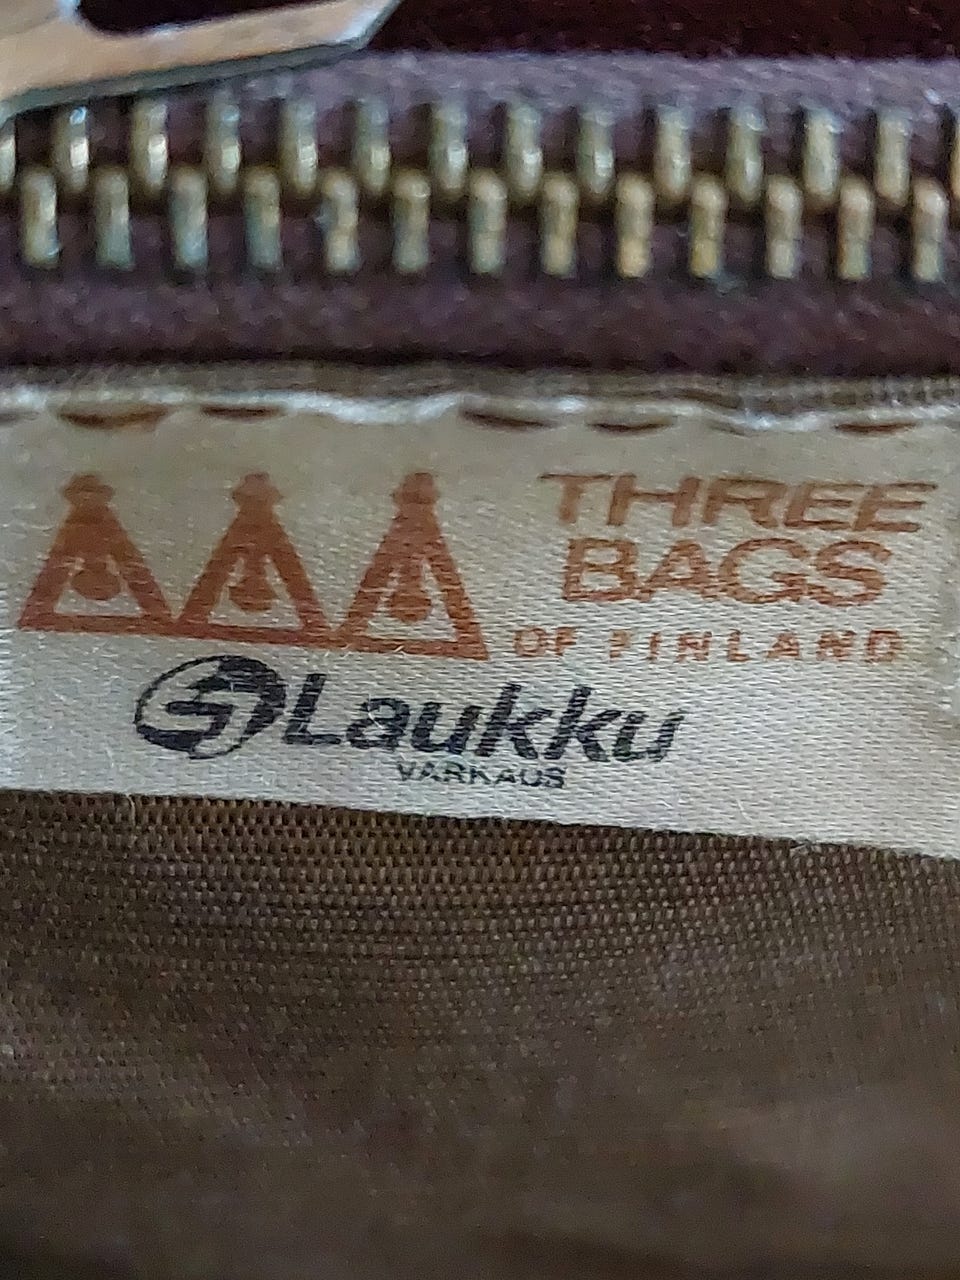 THREE
BAGS
OF FINLAND
Laukku
VARKAUS